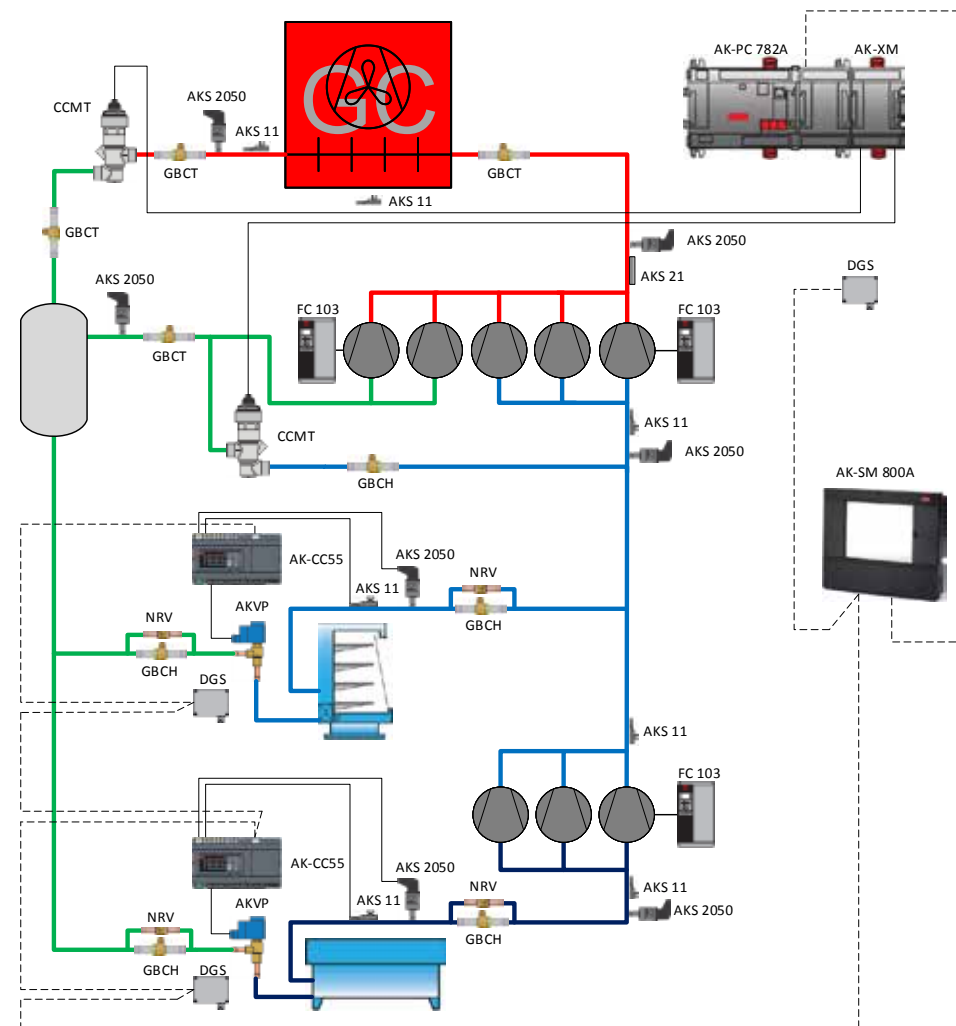 AK-PC 782A
AK-XM
CCMT
AKS 2050
AKS 11
GC
GBCT
GBCT
AKS 11
GBCT
AKS 2050
AKS 21
DGS
AKS 2050
GBCT
FC 103
FC 103
CCMT
AKS 11
AKS 2050
GBCH
AK-SM 800A
AK-CC55
AKS 2050
AKS 11
NRV
GBCH
AKVP
NRV
GBCH
DGS
AKS 11
FC 103
AK-CC55
AKS 2050
AKS 11
NRV
GBCH
AKS 11
AKS 2050
AKVP
NRV
GBCH
DGS